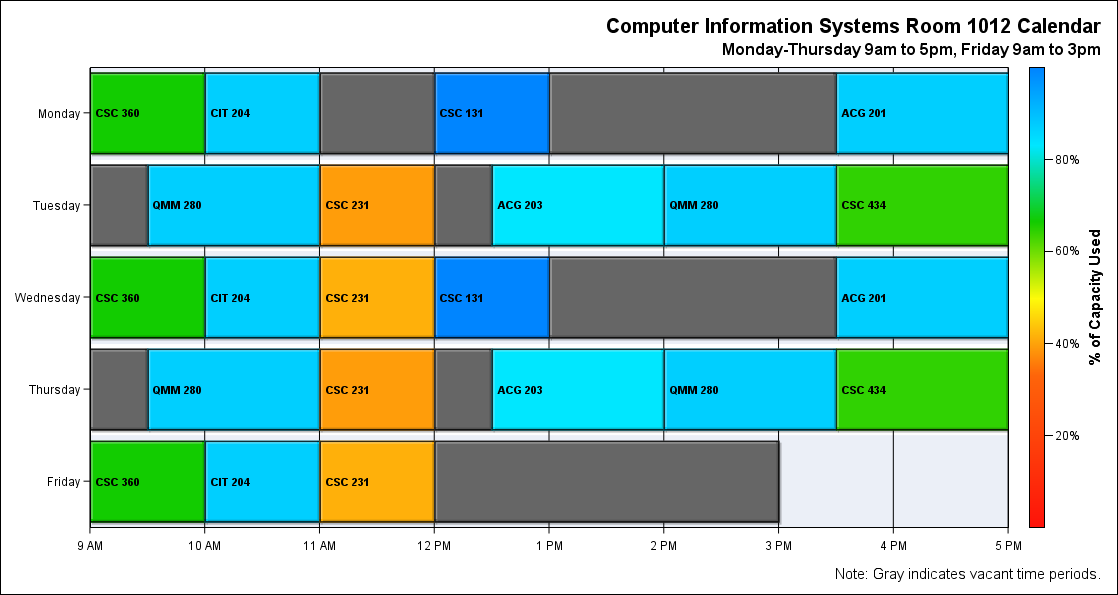 Computer Information Systems Room 1012 Calendar
Monday-Thursday 9am to 5pm, Friday 9am to 3pm
Monday
CSC 360
CIT 204
CSC 131
ACG 201
Tuesday
QMM 280
CSC 231
ACG 203
QMM 280
CSC 434
Wednesday
CSC 360
CIT 204
CSC 231
CSC 131
ACG 201
Thursday
QMM 280
CSC 231
ACG 203
QMM 280
CSC 434
Friday
CSC 360
CIT 204
CSC 231
9 AM
10 AM
11 AM
12 PM
1 PM
2 PM
3 PM
4 PM
5 PM
80%
60%
40%
20%
% of Capacity Used
Note: Gray indicates vacant time periods.